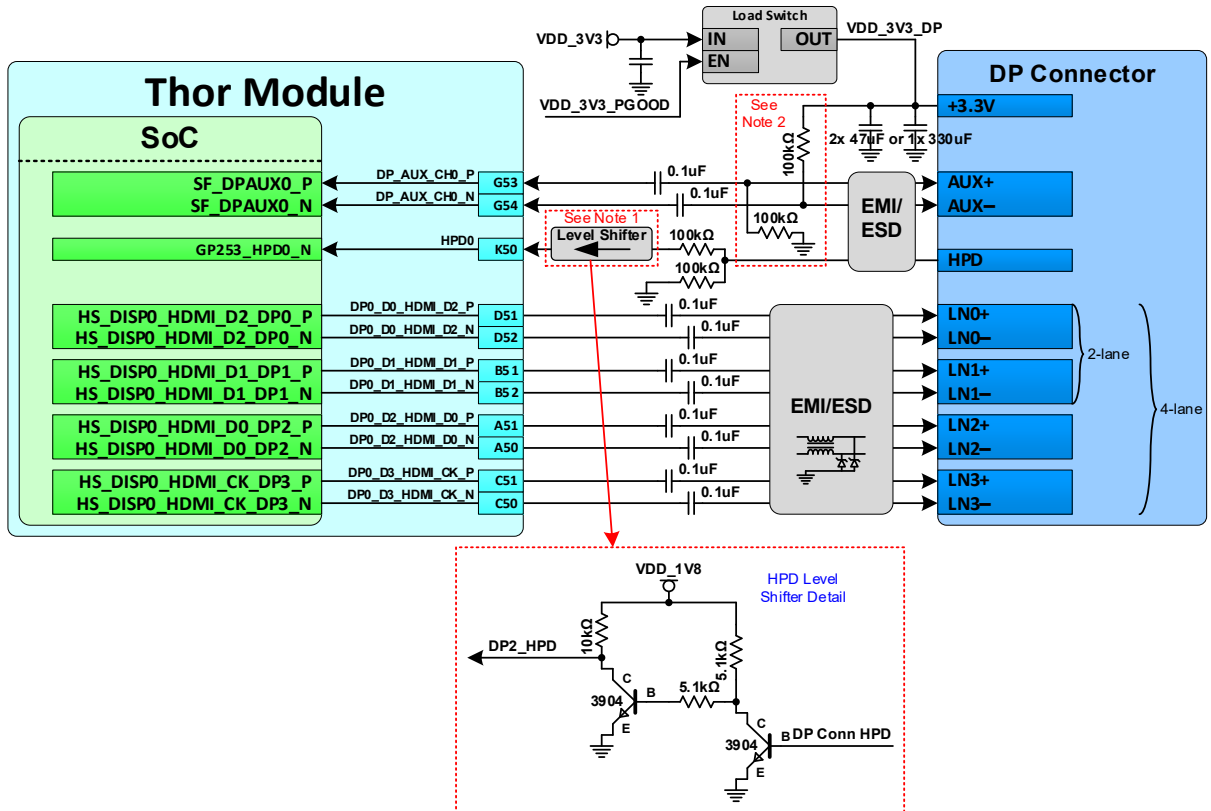 Load Switch
VDD_3V3
IN
OUT
VDD_3V3_DP
EN
VDD_3V3_PGOOD
Thor Module
SoC
DP Connector
See
Note 2
+3.3V
2x 47uF or 1x 330uF
100kΩ
SF_DPAUX0_P
DP_AUX_CH0_P
G53
0.1uF
AUX+
SF_DPAUX0_N
DP_AUX_CH0_N
G54
0.1uF
AUX–
EMI/
ESD
100kΩ
See Note 1
Level Shifter
GP253_HPD0_N
HPD0
K50
100kΩ
100kΩ
HPD
HS_DISP0_HDMI_D2_DP0_P
DP0_D0_HDMI_D2_P
D51
0.1uF
LN0+
HS_DISP0_HDMI_D2_DP0_N
DP0_D0_HDMI_D2_N
D52
0.1uF
LN0–
2-lane
HS_DISP0_HDMI_D1_DP1_P
DP0_D1_HDMI_D1_P
B51
0.1uF
LN1+
HS_DISP0_HDMI_D1_DP1_N
DP0_D1_HDMI_D1_N
B52
0.1uF
LN1–
EMI/ESD
4-lane
HS_DISP0_HDMI_D0_DP2_P
DP0_D2_HDMI_D0_P
A51
0.1uF
LN2+
HS_DISP0_HDMI_D0_DP2_N
DP0_D2_HDMI_D0_N
A50
0.1uF
LN2–
HS_DISP0_HDMI_CK_DP3_P
DP0_D3_HDMI_CK_P
C51
0.1uF
LN3+
HS_DISP0_HDMI_CK_DP3_N
DP0_D3_HDMI_CK_N
C50
0.1uF
LN3–
VDD_1V8
HPD Level
Shifter Detail
10kΩ
5.1kΩ
DP2_HPD
C
5.1kΩ
B
3904
E
C
B
DP Conn HPD
3904
E